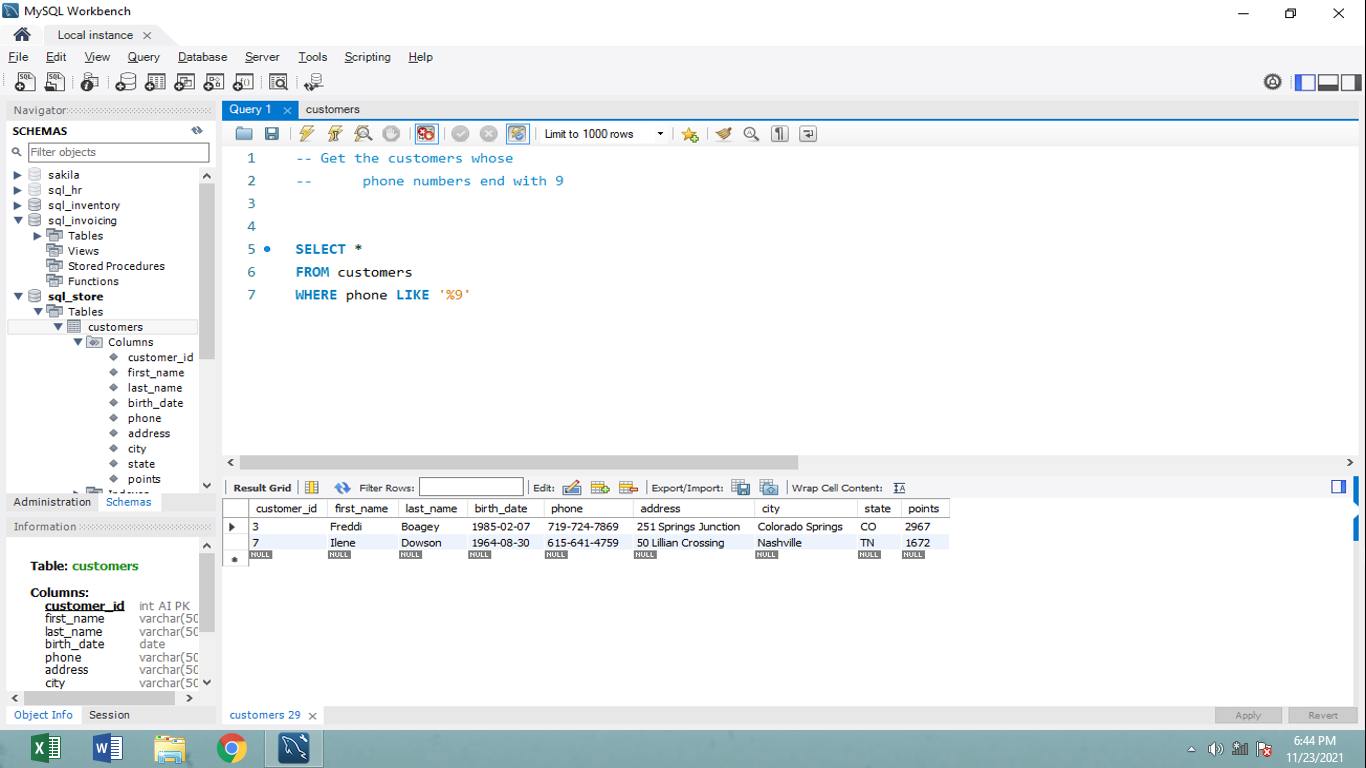 MySQL Workbench
Local instance
File Edit View Query Database Server Tools Scripting Help
Navigator
SCHEMAS
Filter objects
sakila
sql_hr
sql_inventory
sql_invoicing
Tables
Views
Stored Procedures
Functions
sql_store
Tables
customers
Columns
customer_id
first_name
last_name
birth_date
phone
address
city
state
points
Administration Schemas
Information
Table: customers
Columns:
customer_id int AI PK
first_name varchar(50
last_name varchar(50
birth_date date
phone varchar(50
address varchar(50
city varchar(50
Object Info Session
Query 1 customers
Limit to 1000 rows
1 -- Get the customers whose
2 -- phone numbers end with 9
3
4
5 SELECT *
6 FROM customers
7 WHERE phone LIKE '%9'
Result Grid Filter Rows: Edit: Export/Import: Wrap Cell Content: IA
customer_id first_name last_name birth_date phone address city state points
3 Freddi Boagey 1985-02-07 719-724-7869 251 Springs Junction Colorado Springs CO 2967
7 Ilene Dowson 1964-08-30 615-641-4759 50 Lillian Crossing Nashville TN 1672
NULL NULL NULL NULL NULL NULL NULL NULL NULL
customers 29
Apply Revert
6:44 PM
11/23/2021